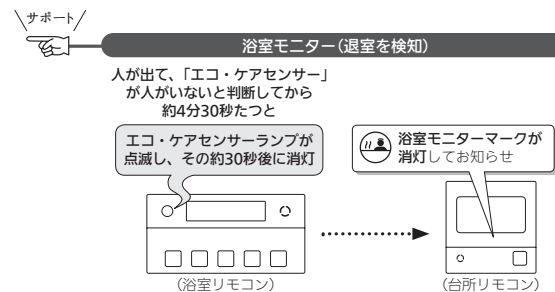 サポート
浴室モニター(退室を検知)
人が出て、「エコ・ケアセンサー」
が人がいないと判断してから
約4分30秒たつと
エコ・ケアセンサーランプが
点滅し、その約30秒後に消灯
浴室モニターマークが
消灯してお知らせ
(浴室リモコン)
(台所リモコン)